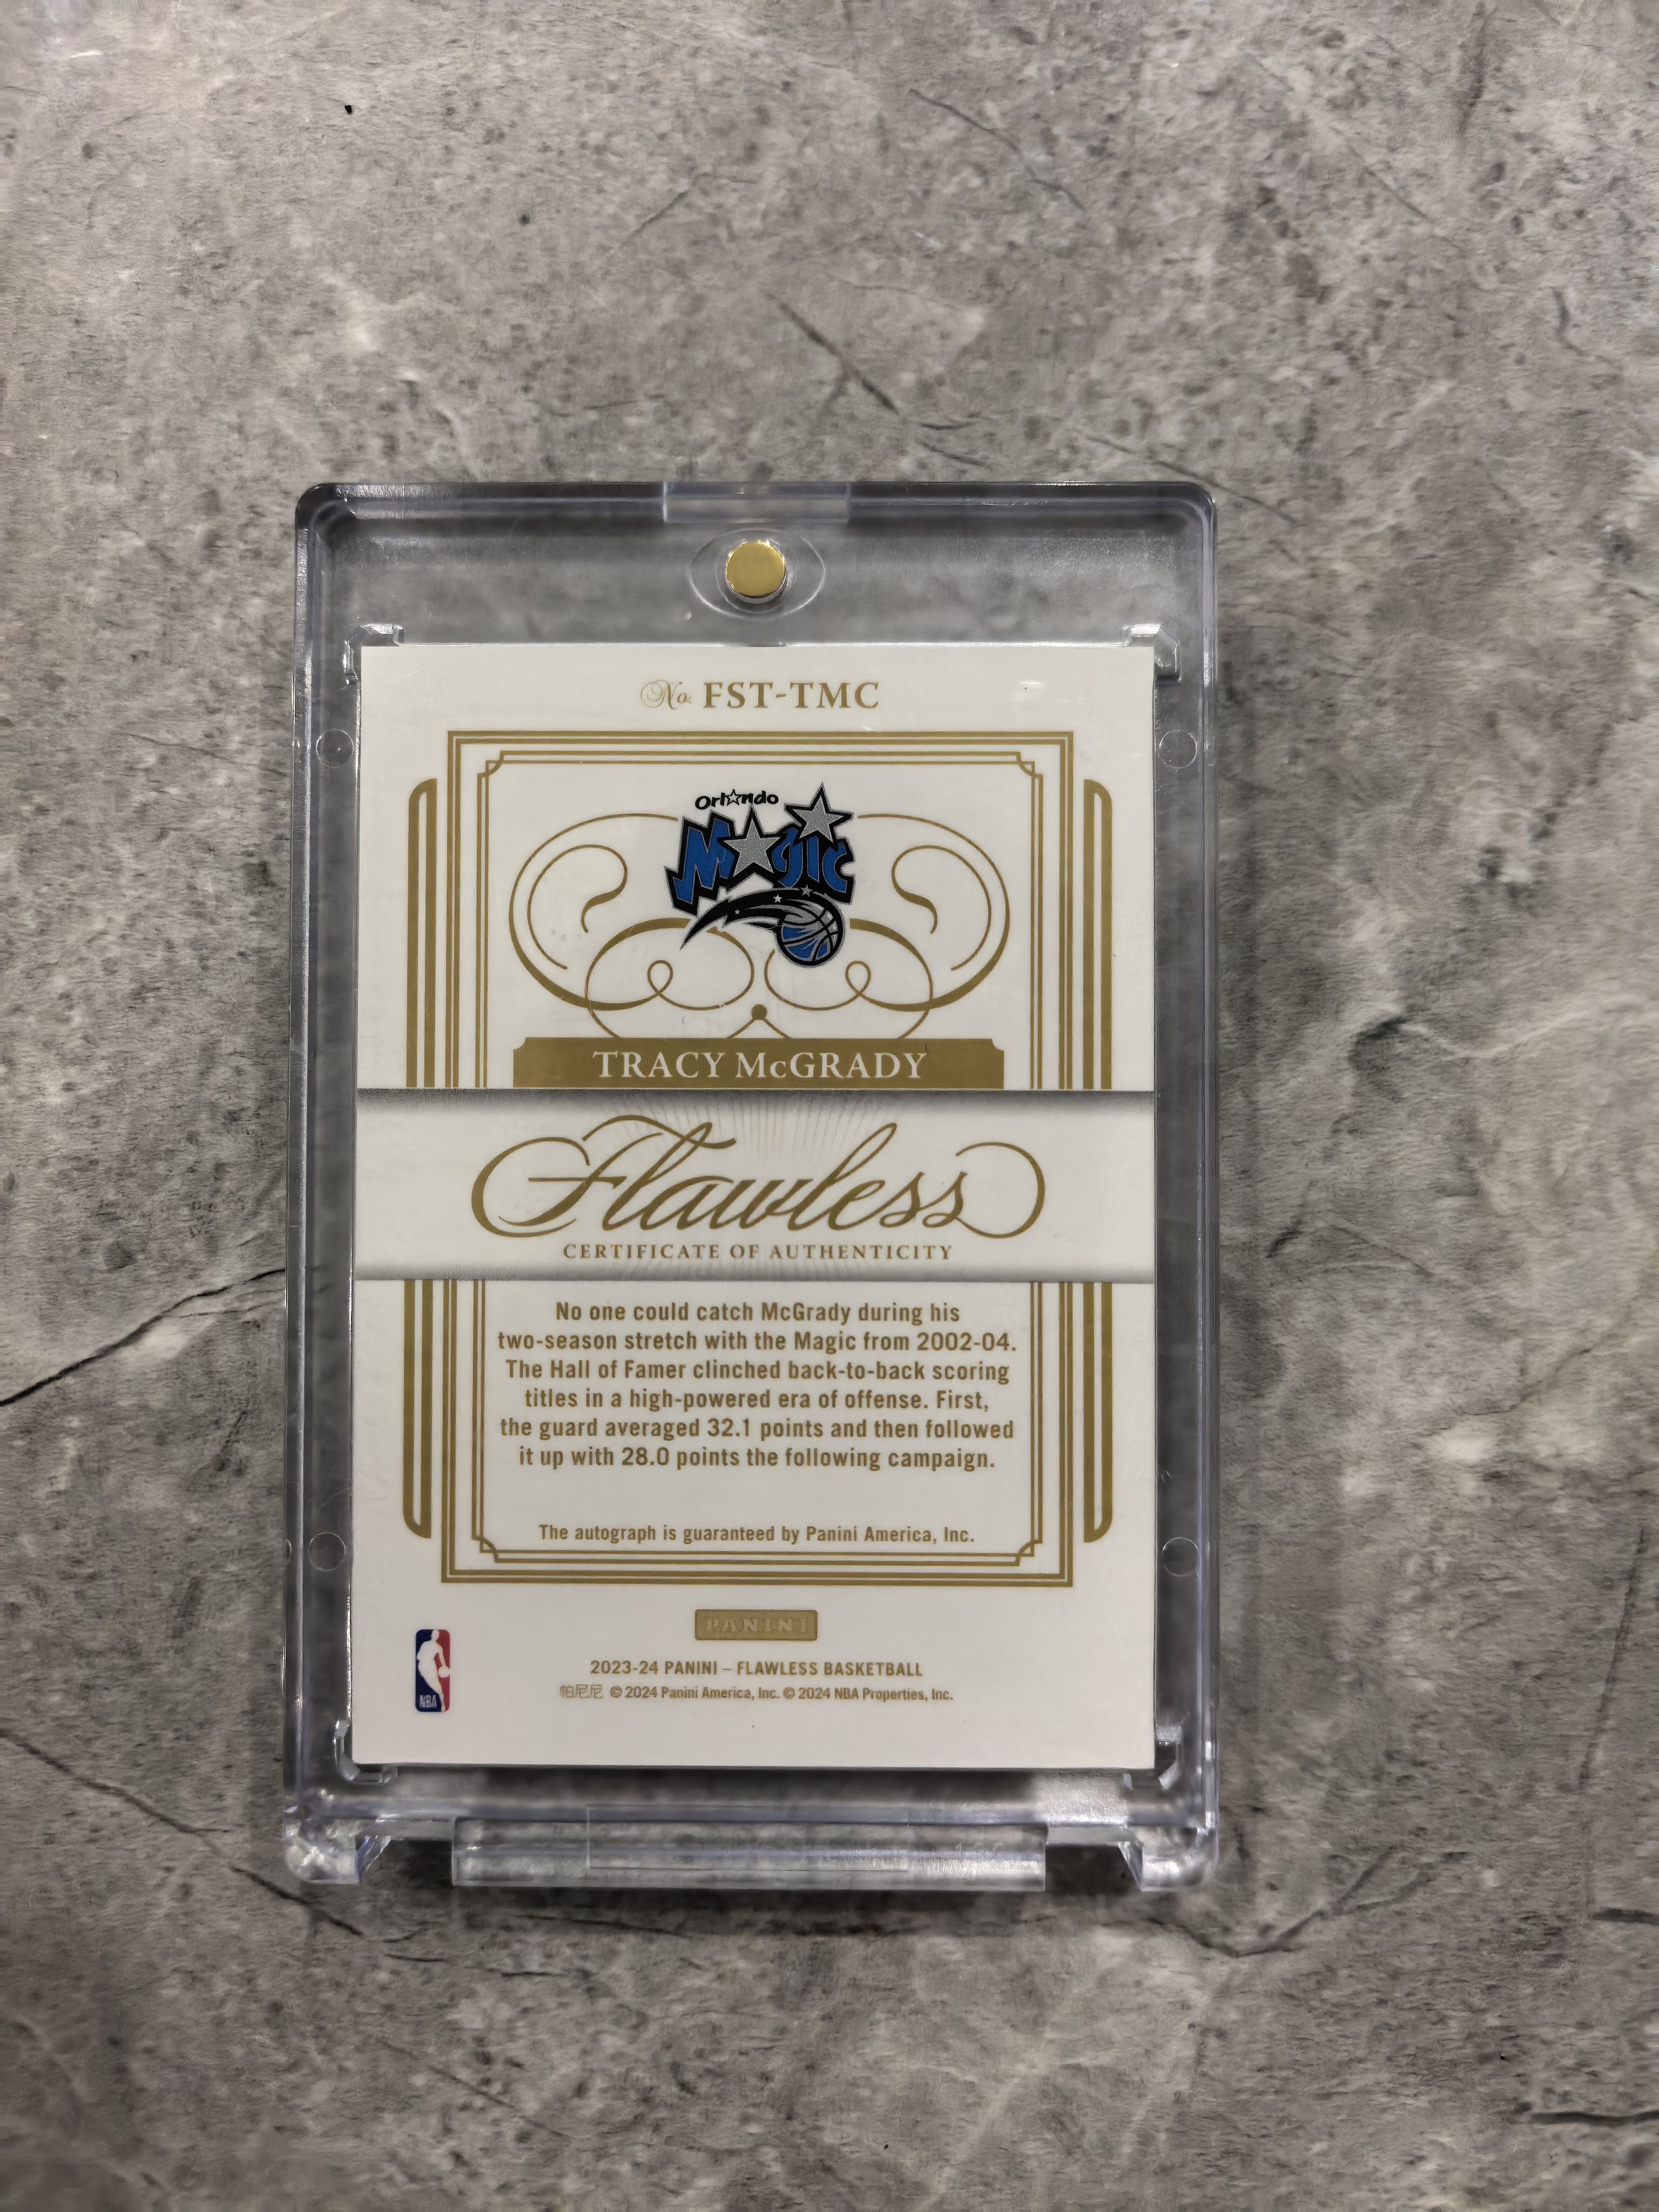 No. FST-TMC
Orlando
Magic
TRACY McGRADY
Flawless
CERTIFICATE OF AUTHENTICITY
No one could catch McGrady during his
two-season stretch with the Magic from 2002-04.
The Hall of Famer clinched back-to-back scoring
titles in a high-powered era of offense. First,
the guard averaged 32.1 points and then followed
it up with 28.0 points the following campaign.
The autograph is guaranteed by Panini America, Inc.
PANINI
NBA
2023-24 PANINI – FLAWLESS BASKETBALL
帕尼尼 © 2024 Panini America, Inc. © 2024 NBA Properties, Inc.